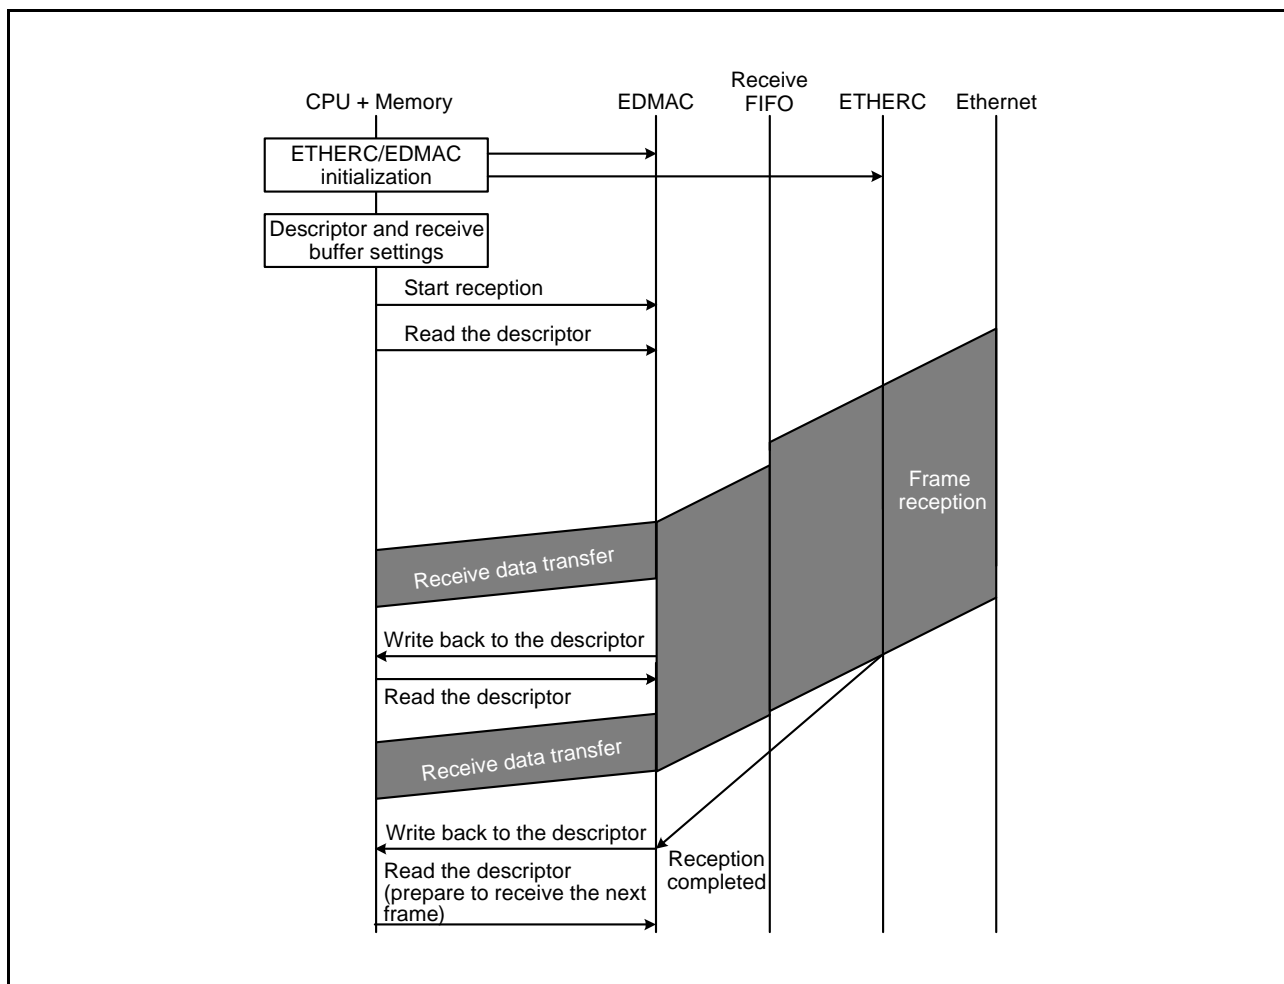 Receive
CPU + Memory EDMAC FIFO ETHERC Ethernet
ETHERC/EDMAC
initialization
Descriptor and receive
buffer settings
Start reception
Read the descriptor
Frame
reception
Receive data transfer
Write back to the descriptor
Read the descriptor
Receive data transfer
Write back to the descriptor
Reception
completed
Read the descriptor
(prepare to receive the next
frame)